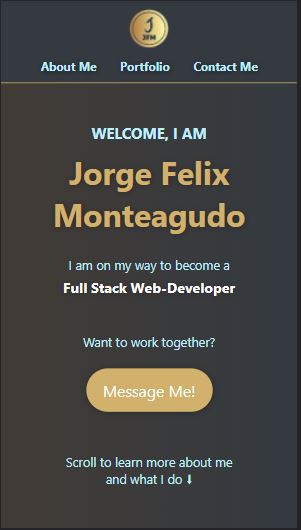 J
JFM
About Me Portfolio Contact Me
WELCOME, I AM
Jorge Felix
Monteagudo
I am on my way to become a
Full Stack Web-Developer
Want to work together?
Message Me!
Scroll to learn more about me
and what I do ⬇